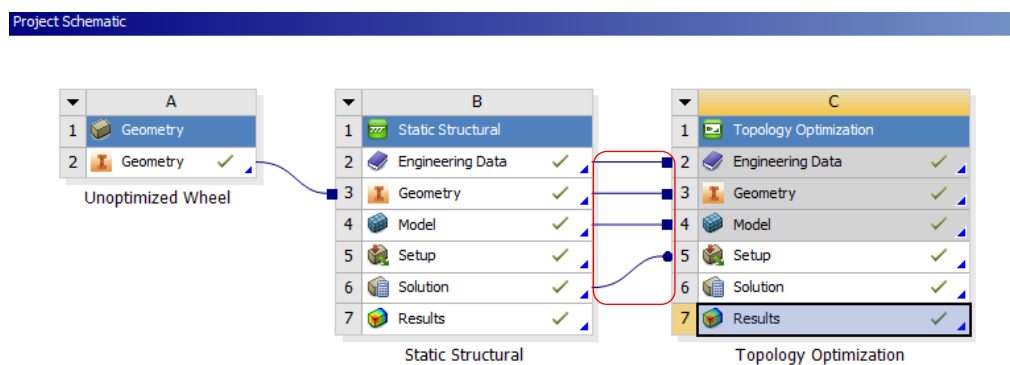 Project Schematic
A
1 Geometry
2 Geometry
Unoptimized Wheel
B
1 Static Structural
2 Engineering Data
3 Geometry
4 Model
5 Setup
6 Solution
7 Results
Static Structural
C
1 Topology Optimization
2 Engineering Data
3 Geometry
4 Model
5 Setup
6 Solution
7 Results
Topology Optimization